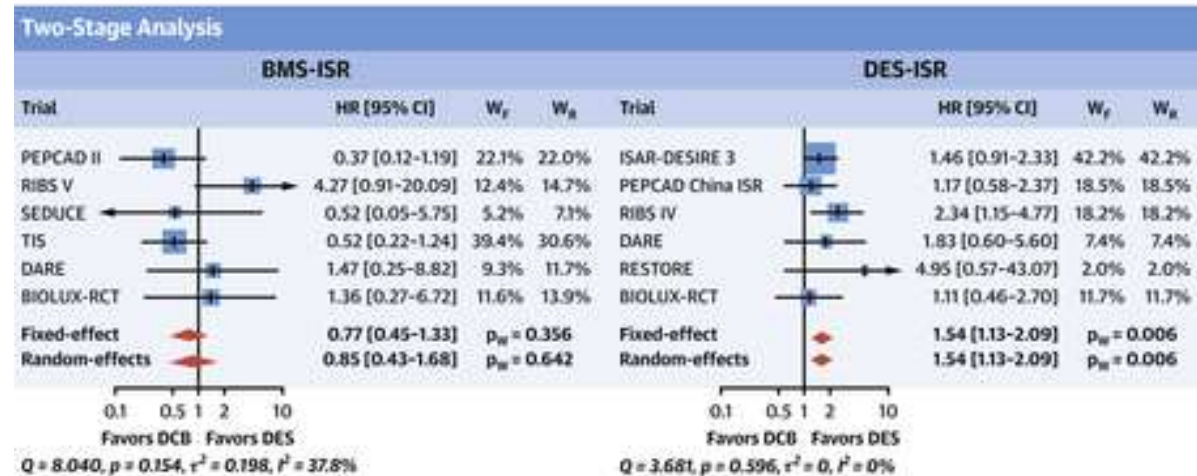 Two-Stage Analysis
BMS-ISR
Trial HR [95% CI] W_F W_R
PEPCAD II 0.37 [0.12-1.19] 22.1% 22.0%
RIBS V 4.27 [0.91-20.09] 12.4% 14.7%
SEDUCE 0.52 [0.05-5.75] 5.2% 7.1%
TIS 0.52 [0.22-1.24] 39.4% 30.6%
DARE 1.47 [0.25-8.82] 9.3% 11.7%
BIOLUX-RCT 1.36 [0.27-6.72] 11.6% 13.9%
Fixed-effect 0.77 [0.45-1.33] p_W = 0.356
Random-effects 0.85 [0.43-1.68] p_W = 0.642
0.1 0.5 1 2 10
Favors DCB Favors DES
Q = 8.040, p = 0.154, τ² = 0.198, I² = 37.8%
DES-ISR
Trial HR [95% CI] W_F W_R
ISAR-DESIRE 3 1.46 [0.91-2.33] 42.2% 42.2%
PEPCAD China ISR 1.17 [0.58-2.37] 18.5% 18.5%
RIBS IV 2.34 [1.15-4.77] 18.2% 18.2%
DARE 1.83 [0.60-5.60] 7.4% 7.4%
RESTORE 4.95 [0.57-43.07] 2.0% 2.0%
BIOLUX-RCT 1.11 [0.46-2.70] 11.7% 11.7%
Fixed-effect 1.54 [1.13-2.09] p_W = 0.006
Random-effects 1.54 [1.13-2.09] p_W = 0.006
0.1 0.5 1 2 10
Favors DCB Favors DES
Q = 3.681, p = 0.596, τ² = 0, I² = 0%